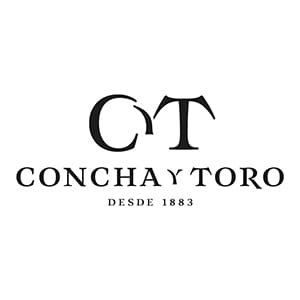 CYT
CONCHA Y TORO
DESDE 1883